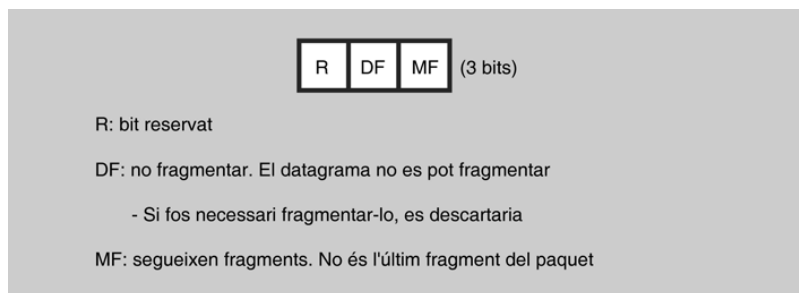 R DF MF (3 bits)
R: bit reservat
DF: no fragmentar. El datagrama no es pot fragmentar
- Si fos necessari fragmentar-lo, es descartaria
MF: segueixen fragments. No és l'últim fragment del paquet